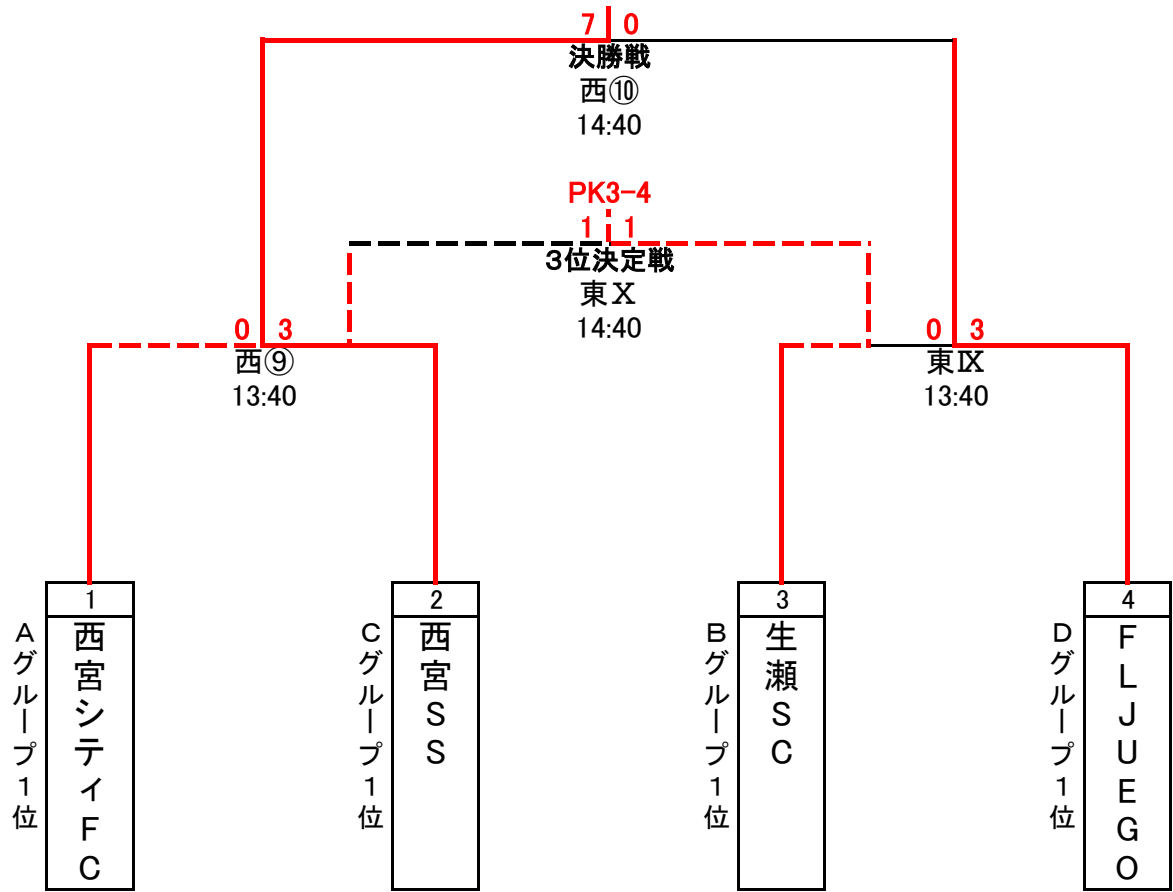 7 0
決勝戦
西⑩
14:40
PK3-4
1 1
3位決定戦
東Ⅹ
14:40
0 3
西⑨
13:40
0 3
東Ⅸ
13:40
1
Aグループ1位
西宮シティFC
2
Cグループ1位
西宮SS
3
Bグループ1位
生瀬SC
4
Dグループ1位
FLJUEGO